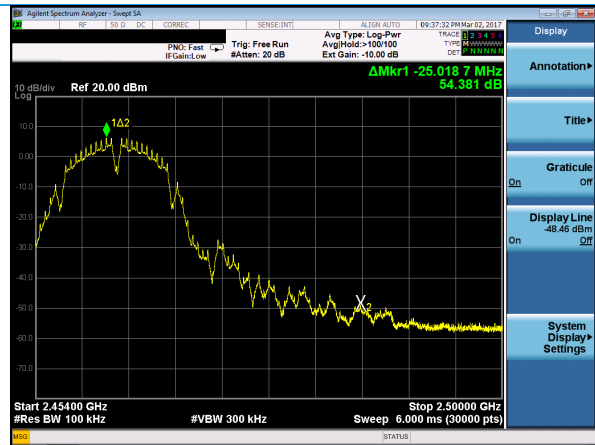 Agilent Spectrum Analyzer - Swept SA
RF 50 Ω DC CORREC SENSE:INT ALIGN AUTO 09:37:32 PM Mar 02, 2017
Avg Type: Log-Pwr TRACE 1 2 3 4 5 6
PNO: Fast Trig: Free Run Avg|Hold:>100/100 TYPE M WWWWW
IFGain:Low #Atten: 20 dB Ext Gain: -10.00 dB DET P N N N N N
ΔMkr1 -25.018 7 MHz
10 dB/div Ref 20.00 dBm 54.381 dB
Log
1Δ2
10.0
0.00
-10.0
-20.0
-30.0
-40.0
2
-50.0
-60.0
-70.0
Start 2.45400 GHz Stop 2.50000 GHz
#Res BW 100 kHz #VBW 300 kHz Sweep 6.000 ms (30000 pts)
MSG STATUS
Display
Annotation
Title
Graticule
On Off
Display Line
-48.46 dBm
On Off
System
Display
Settings